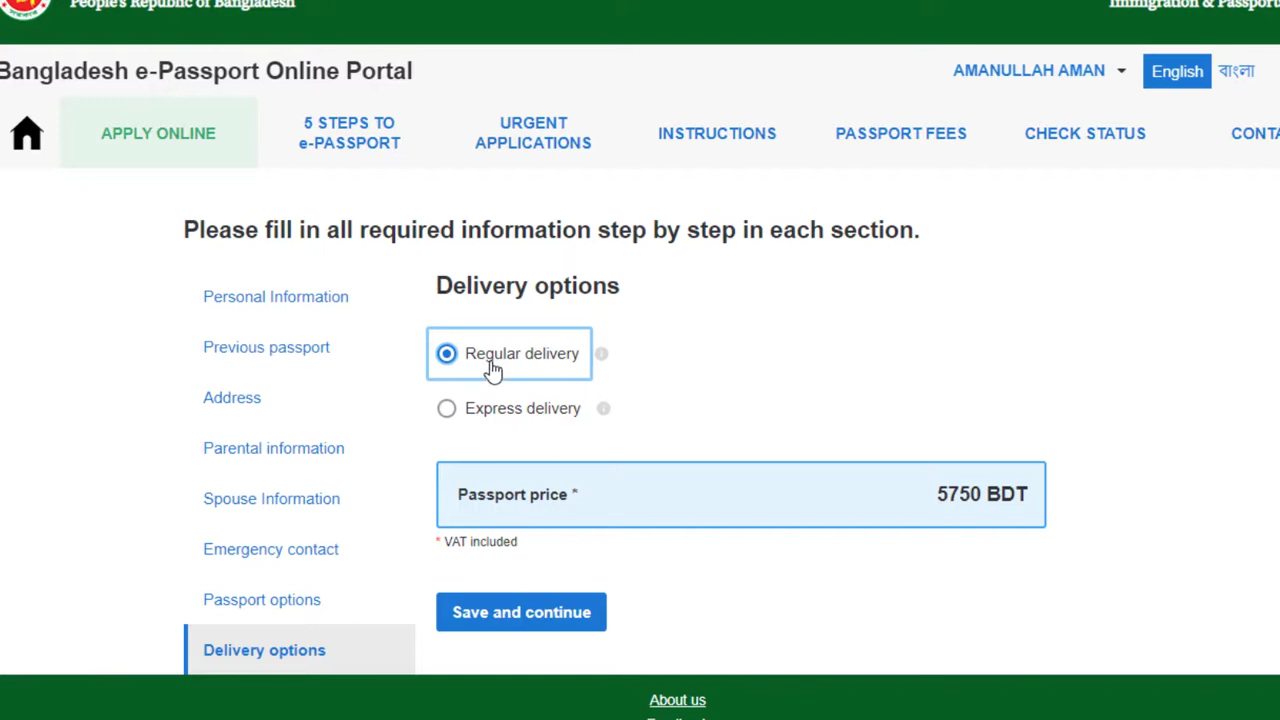 People's Republic of Bangladesh
Immigration & Passport
Bangladesh e-Passport Online Portal
AMANULLAH AMAN
English
বাংলা
APPLY ONLINE
5 STEPS TO
e-PASSPORT
URGENT
APPLICATIONS
INSTRUCTIONS
PASSPORT FEES
CHECK STATUS
CONTA
Please fill in all required information step by step in each section.
Personal Information
Previous passport
Address
Parental information
Spouse Information
Emergency contact
Passport options
Delivery options
Delivery options
Regular delivery
Express delivery
Passport price * 5750 BDT
* VAT included
Save and continue
About us